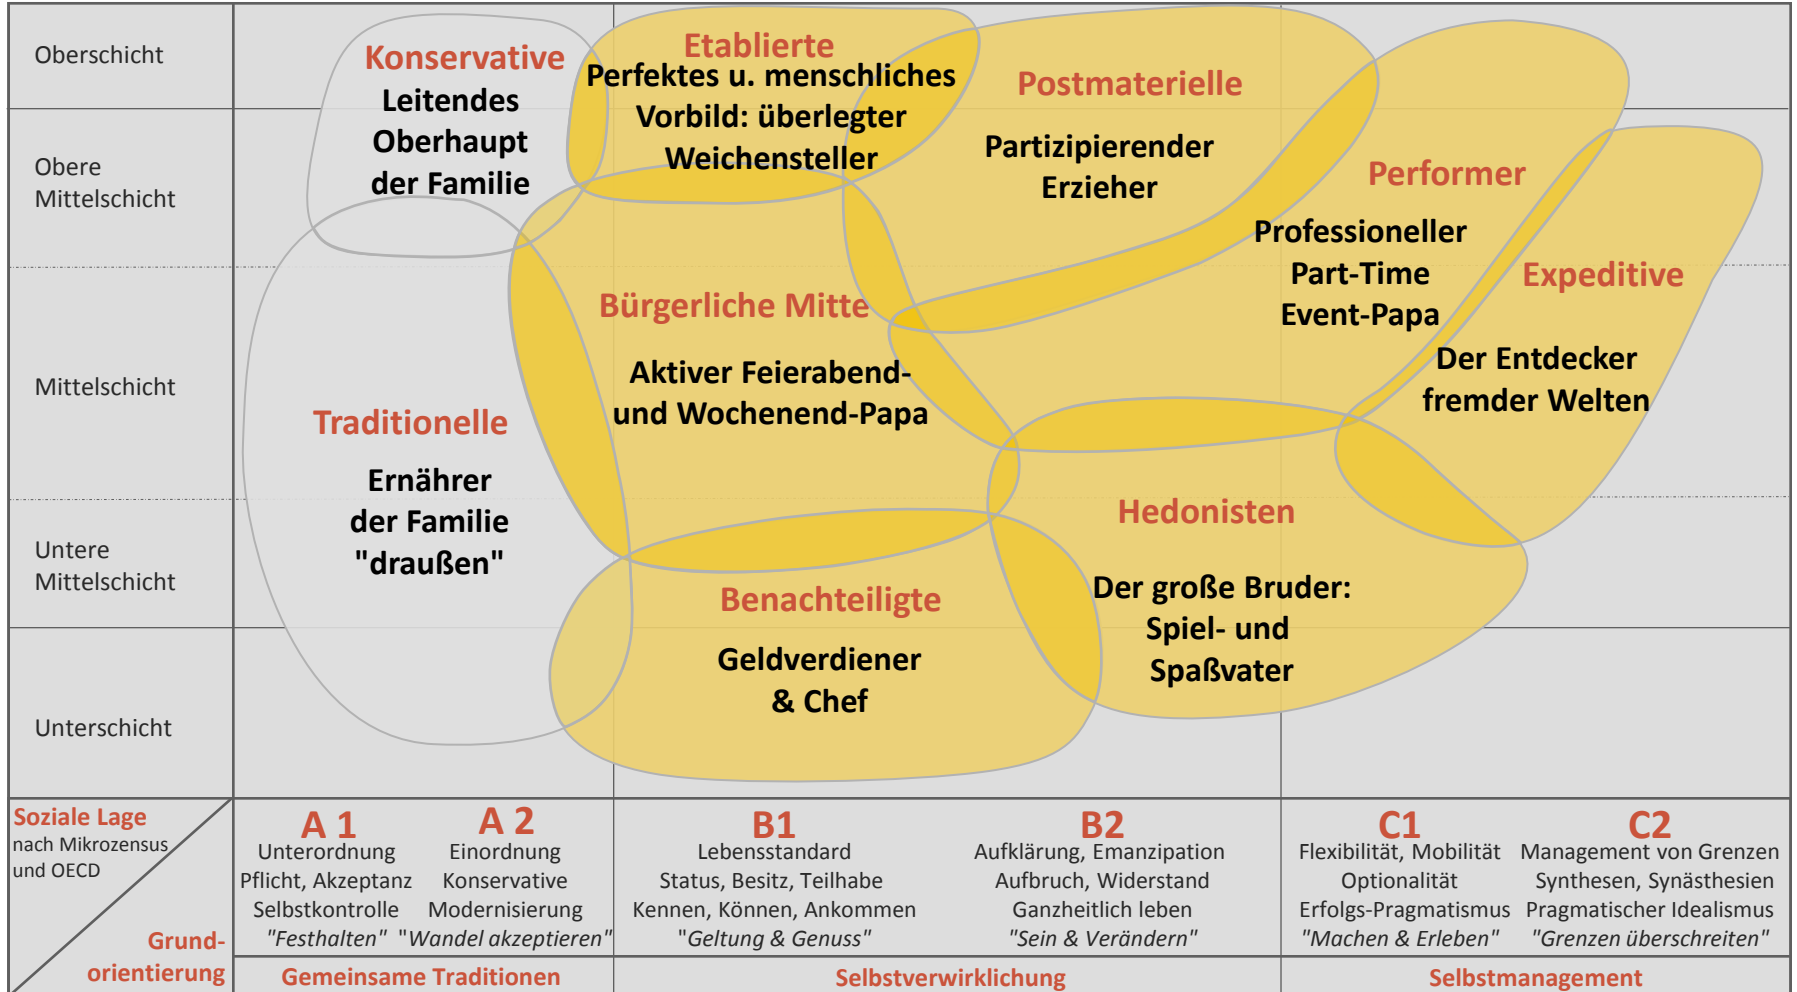 Oberschicht
Obere
Mittelschicht
Mittelschicht
Untere
Mittelschicht
Unterschicht
Konservative
Leitendes
Oberhaupt
der Familie
Etablierte
Perfektes u. menschliches
Vorbild: überlegter
Weichensteller
Postmaterielle
Partizipierender
Erzieher
Performer
Professioneller
Part-Time
Event-Papa
Expeditive
Der Entdecker
fremder Welten
Bürgerliche Mitte
Aktiver Feierabend-
und Wochenend-Papa
Traditionelle
Ernährer
der Familie
"draußen"
Hedonisten
Der große Bruder:
Spiel- und
Spaßvater
Benachteiligte
Geldverdiener
& Chef
Soziale Lage
nach Mikrozensus
und OECD
Grund-
orientierung
A 1
Unterordnung
Pflicht, Akzeptanz
Selbstkontrolle
"Festhalten"
A 2
Einordnung
Konservative
Modernisierung
"Wandel akzeptieren"
B1
Lebensstandard
Status, Besitz, Teilhabe
Kennen, Können, Ankommen
"Geltung & Genuss"
B2
Aufklärung, Emanzipation
Aufbruch, Widerstand
Ganzheitlich leben
"Sein & Verändern"
C1
Flexibilität, Mobilität
Optionalität
Erfolgs-Pragmatismus
"Machen & Erleben"
C2
Management von Grenzen
Synthesen, Synästhesien
Pragmatischer Idealismus
"Grenzen überschreiten"
Gemeinsame Traditionen
Selbstverwirklichung
Selbstmanagement